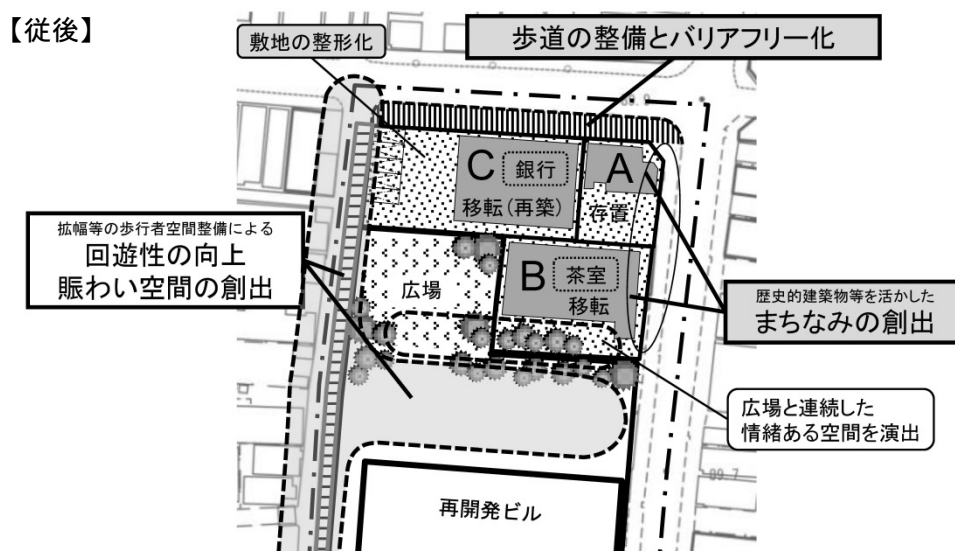 【従後】
敷地の整形化
歩道の整備とバリアフリー化
C 銀行
移転(再築)
A
存置
拡幅等の歩行者空間整備による
回遊性の向上
賑わい空間の創出
広場
B 茶室
移転
歴史的建築物等を活かした
まちなみの創出
広場と連続した
情緒ある空間を演出
再開発ビル